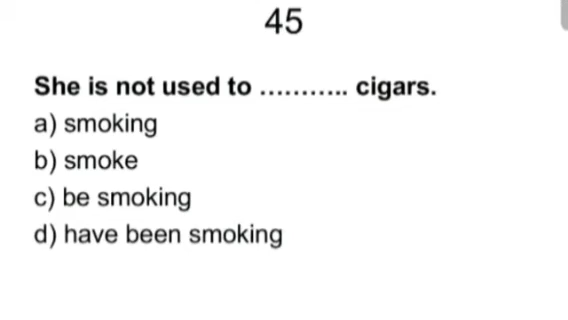 45
She is not used to ........... cigars.
a) smoking
b) smoke
c) be smoking
d) have been smoking